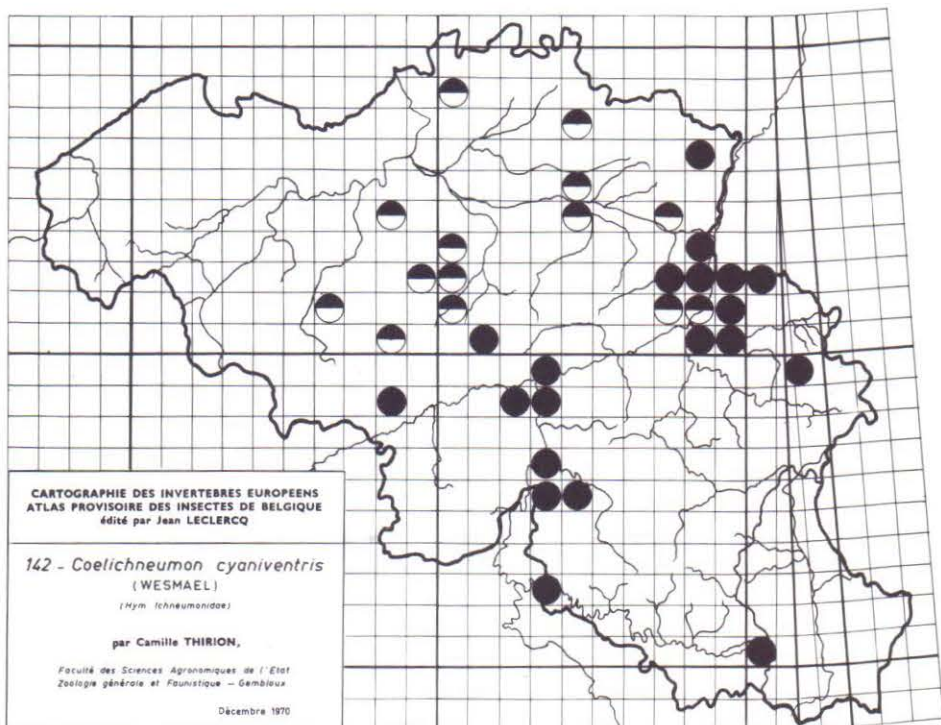 CARTOGRAPHIE DES INVERTEBRES EUROPEENS
ATLAS PROVISOIRE DES INSECTES DE BELGIQUE
édité par Jean LECLERCQ
142 - Coelichneumon cyaniventris
(WESMAEL)
(Hym Ichneumonidae)
par Camille THIRION,
Faculté des Sciences Agronomiques de l'Etat
Zoologie générale et Faunistique – Gembloux
Décembre 1970